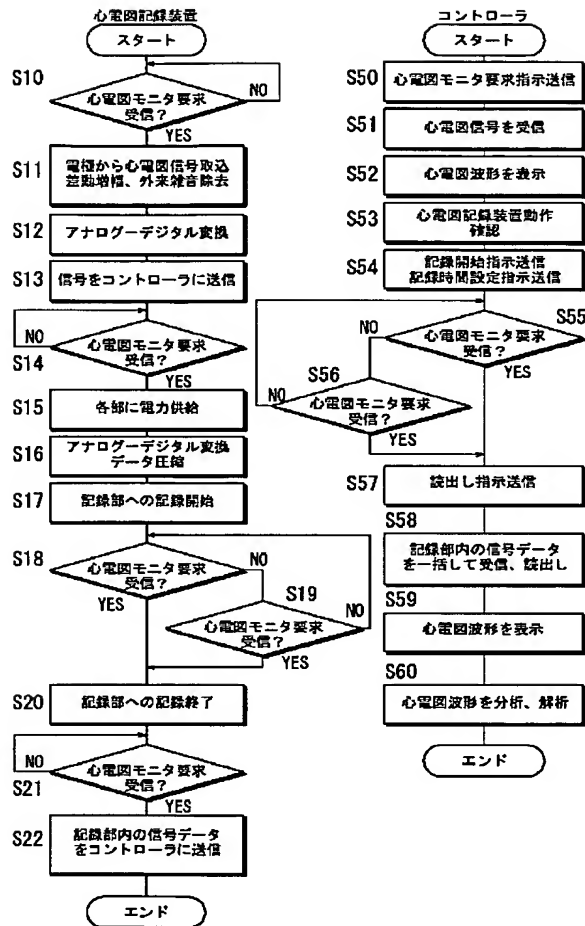 心電図記録装置
スタート
S10
心電図モニタ要求
受信?
NO
YES
S11
電極から心電図信号取込
差動増幅、外来雑音除去
S12
アナログーデジタル変換
S13
信号をコントローラに送信
NO
心電図モニタ要求
受信?
S14
YES
S15
各部に電力供給
S16
アナログーデジタル変換
データ圧縮
S17
記録部への記録開始
S18
心電図モニタ要求
受信?
NO
YES
S19
NO
心電図モニタ要求
受信?
YES
S20
記録部への記録終了
NO
心電図モニタ要求
受信?
S21
YES
S22
記録部内の信号データ
をコントローラに送信
エンド
コントローラ
スタート
S50
心電図モニタ要求指示送信
S51
心電図信号を受信
S52
心電図波形を表示
S53
心電図記録装置動作
確認
S54
記録開始指示送信
記録時間設定指示送信
S55
NO
心電図モニタ要求
受信?
YES
S56
NO
心電図モニタ要求
受信?
YES
S57
読出し指示送信
S58
記録部内の信号データ
を一括して受信、読出し
S59
心電図波形を表示
S60
心電図波形を分析、解析
エンド